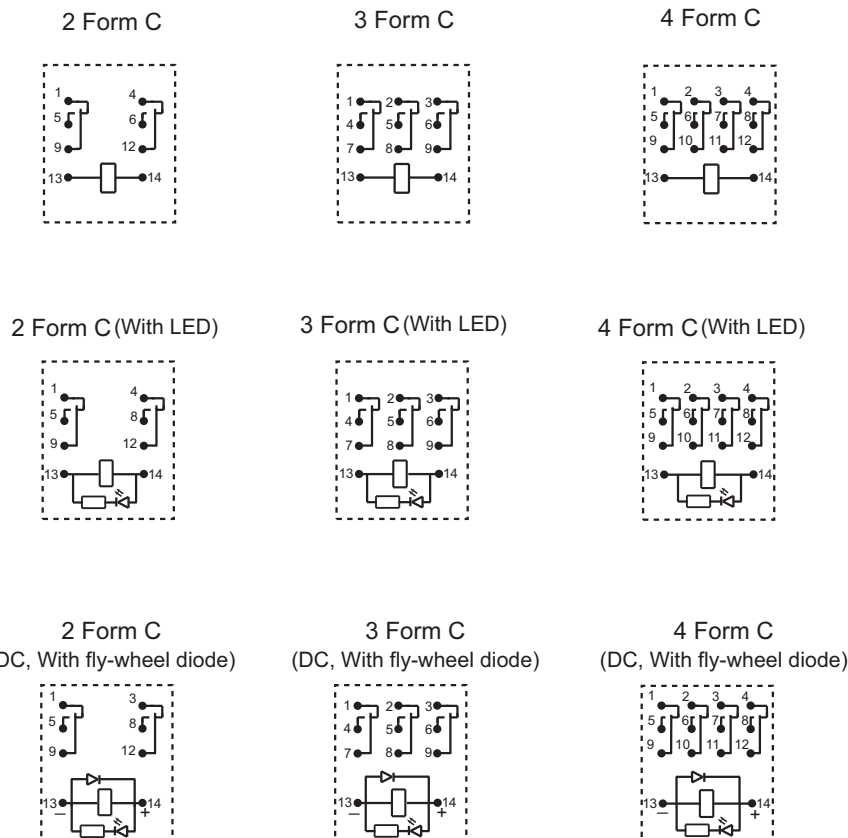 2 Form C 3 Form C 4 Form C
1 4 1 2 3 1 2 3 4
5 6 4 5 6 5 6 7 8
9 12 7 8 9 9 10 11 12
13 14 13 14 13 14
2 Form C (With LED) 3 Form C (With LED) 4 Form C (With LED)
1 4 1 2 3 1 2 3 4
5 8 4 5 6 5 6 7 8
9 12 7 8 9 9 10 11 12
13 14 13 14 13 14
2 Form C 3 Form C 4 Form C
DC, With fly-wheel diode) (DC, With fly-wheel diode) (DC, With fly-wheel diode)
1 3 1 2 3 1 2 3 4
5 8 4 5 6 5 6 7 8
9 12 7 8 9 9 10 11 12
13 14 13 14 13 14
− + − + − +